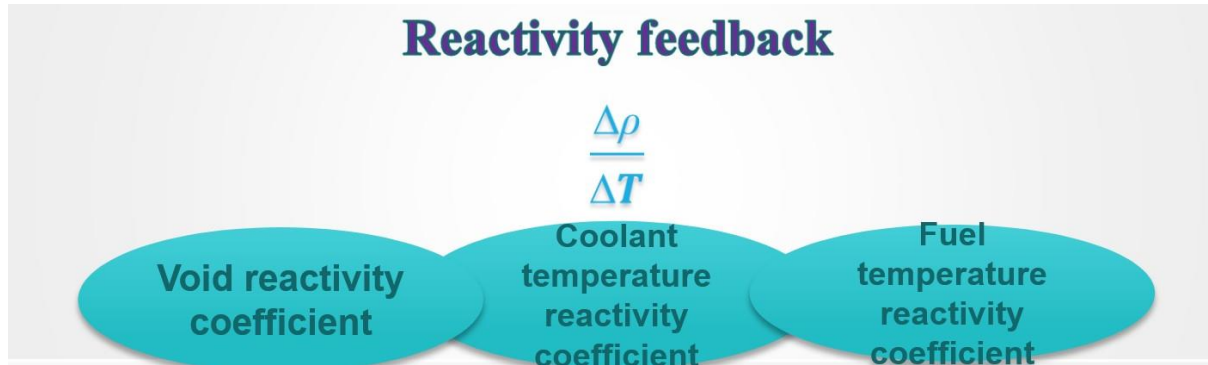 Reactivity feedback
Δρ
ΔT
Void reactivity
coefficient
Coolant
temperature
reactivity
coefficient
Fuel
temperature
reactivity
coefficient